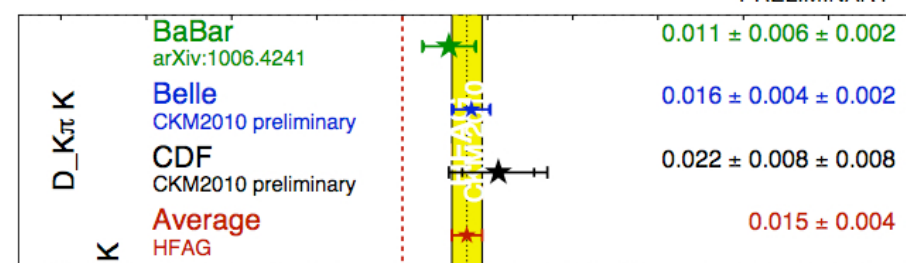 BaBar
arXiv:1006.4241
0.011 ± 0.006 ± 0.002
Belle
CKM2010 preliminary
0.016 ± 0.004 ± 0.002
D_Kπ K
CDF
CKM2010 preliminary
0.022 ± 0.008 ± 0.008
Average
HFAG
0.015 ± 0.004
K